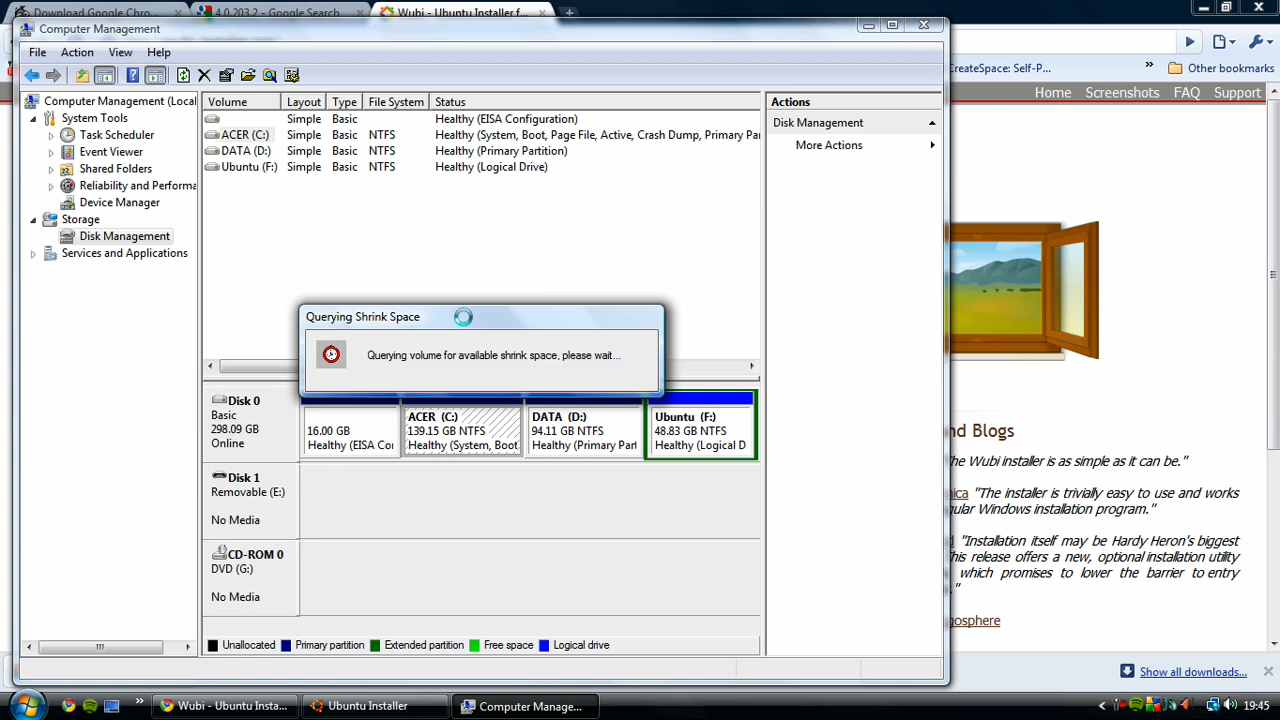 Download Google Chro...
4.0.203.2 - Google Search
Wubi - Ubuntu Installer f...
Computer Management
File Action View Help
CreateSpace: Self-P...
Other bookmarks
Home Screenshots FAQ Support
Computer Management (Local
System Tools
Task Scheduler
Event Viewer
Shared Folders
Reliability and Performa
Device Manager
Storage
Disk Management
Services and Applications
Volume Layout Type File System Status
Simple Basic Healthy (EISA Configuration)
ACER (C:) Simple Basic NTFS Healthy (System, Boot, Page File, Active, Crash Dump, Primary Par
DATA (D:) Simple Basic NTFS Healthy (Primary Partition)
Ubuntu (F:) Simple Basic NTFS Healthy (Logical Drive)
Actions
Disk Management
More Actions
Querying Shrink Space
Querying volume for available shrink space, please wait...
Disk 0
Basic
298.09 GB
Online
16.00 GB
Healthy (EISA Cor
ACER (C:)
139.15 GB NTFS
Healthy (System, Boot
DATA (D:)
94.11 GB NTFS
Healthy (Primary Part
Ubuntu (F:)
48.83 GB NTFS
Healthy (Logical D
Disk 1
Removable (E:)
No Media
CD-ROM 0
DVD (G:)
No Media
Unallocated Primary partition Extended partition Free space Logical drive
nd Blogs
The Wubi installer is as simple as it can be."
ica "The installer is trivially easy to use and works
gular Windows installation program."
d "Installation itself may be Hardy Heron's biggest
This release offers a new, optional installation utility
which promises to lower the barrier to entry
"
gosphere
Show all downloads...
Wubi - Ubuntu Insta...
Ubuntu Installer
Computer Manage...
19:45